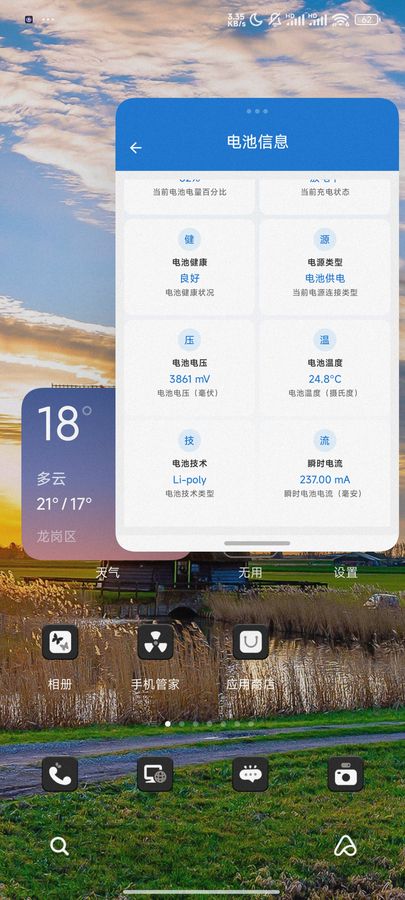 3.35
KB/s
HD
HD
62
电池信息
当前电池电量百分比
当前充电状态
健
源
电池健康
电源类型
良好
电池供电
电池健康状况
当前电源连接类型
压
温
电池电压
电池温度
3861 mV
24.8°C
电池电压（毫伏）
电池温度（摄氏度）
技
流
电池技术
瞬时电流
Li-poly
237.00 mA
电池技术类型
瞬时电池电流（毫安）
18°
多云
21° / 17°
龙岗区
天气
无用
设置
相册
手机管家
应用商店